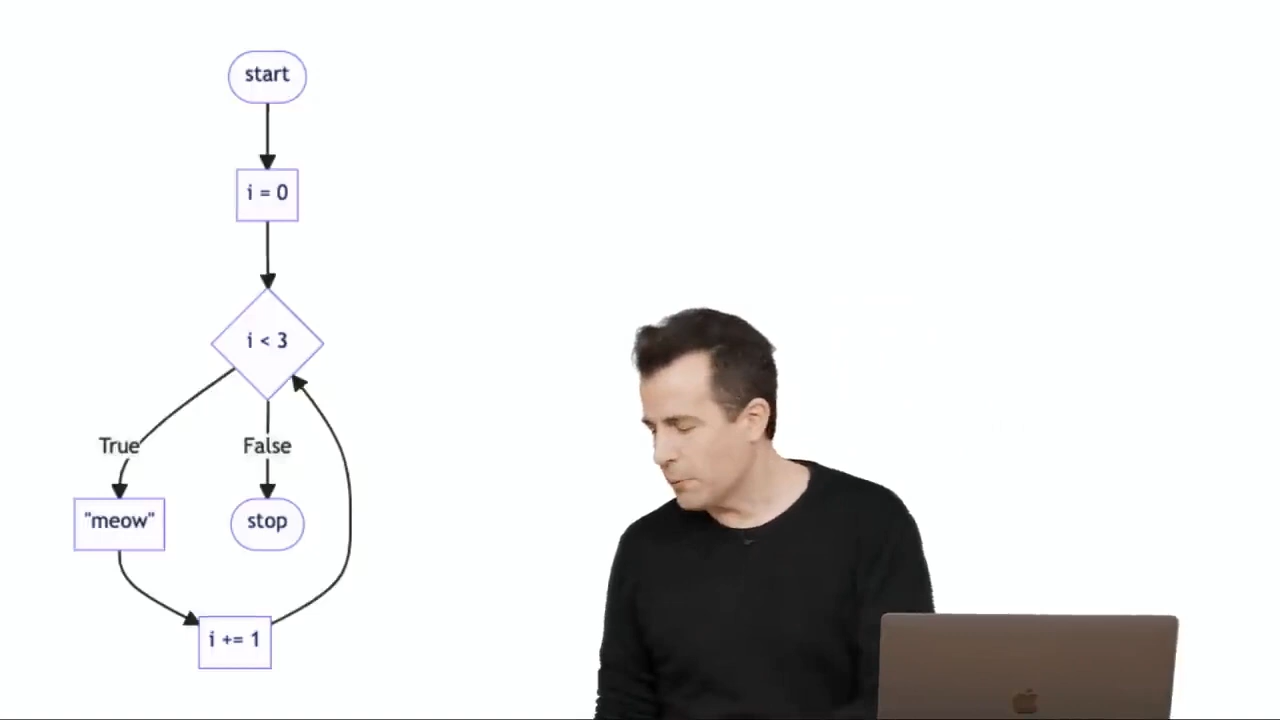 start
i = 0
i < 3
True
False
"meow"
stop
i += 1